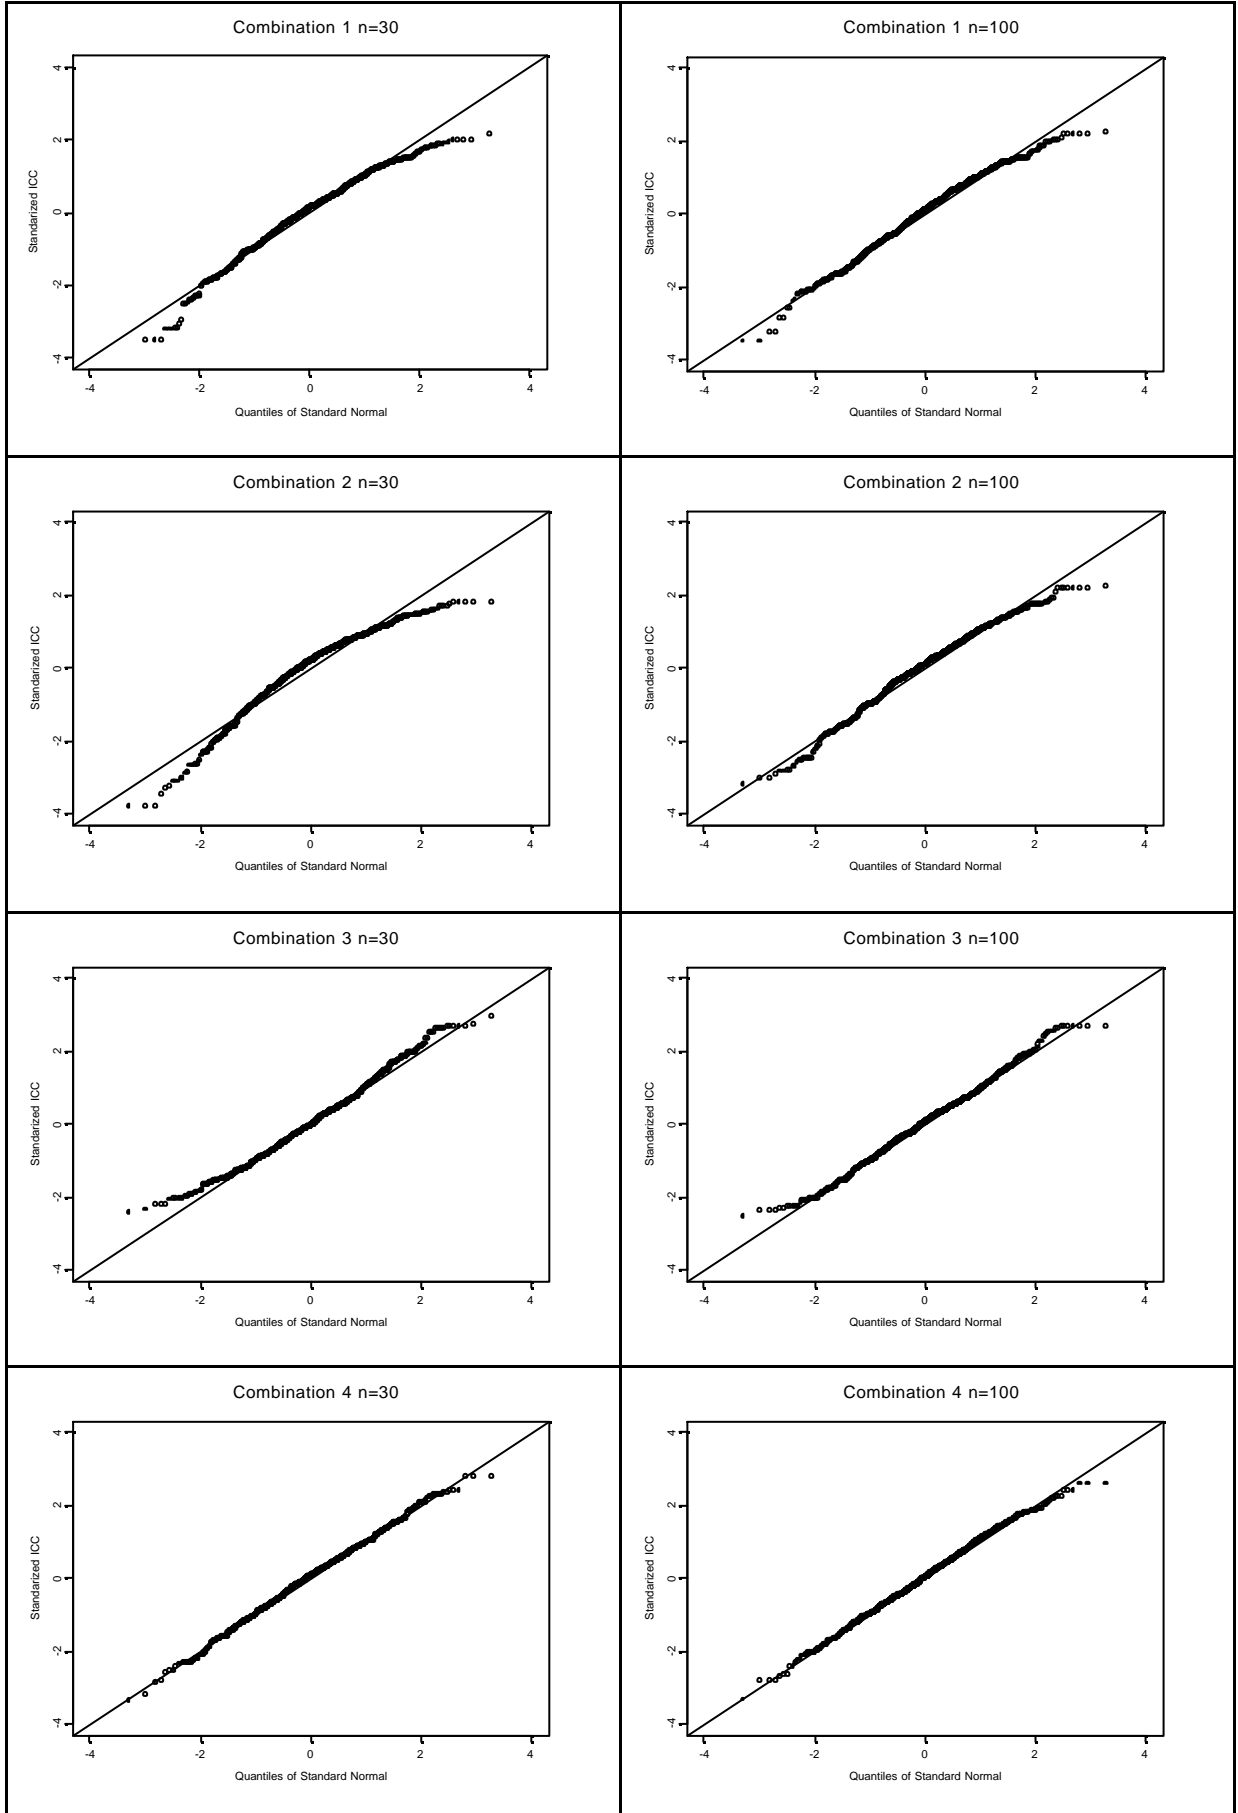 Combination 1 n=30
4
2
0
-2
-4
Standarized ICC
-4 -2 0 2 4
Quantiles of Standard Normal
Combination 1 n=100
4
2
0
-2
-4
Standarized ICC
-4 -2 0 2 4
Quantiles of Standard Normal
Combination 2 n=30
4
2
0
-2
-4
Standarized ICC
-4 -2 0 2 4
Quantiles of Standard Normal
Combination 2 n=100
4
2
0
-2
-4
Standarized ICC
-4 -2 0 2 4
Quantiles of Standard Normal
Combination 3 n=30
4
2
0
-2
-4
Standarized ICC
-4 -2 0 2 4
Quantiles of Standard Normal
Combination 3 n=100
4
2
0
-2
-4
Standarized ICC
-4 -2 0 2 4
Quantiles of Standard Normal
Combination 4 n=30
4
2
0
-2
-4
Standarized ICC
-4 -2 0 2 4
Quantiles of Standard Normal
Combination 4 n=100
4
2
0
-2
-4
Standarized ICC
-4 -2 0 2 4
Quantiles of Standard Normal